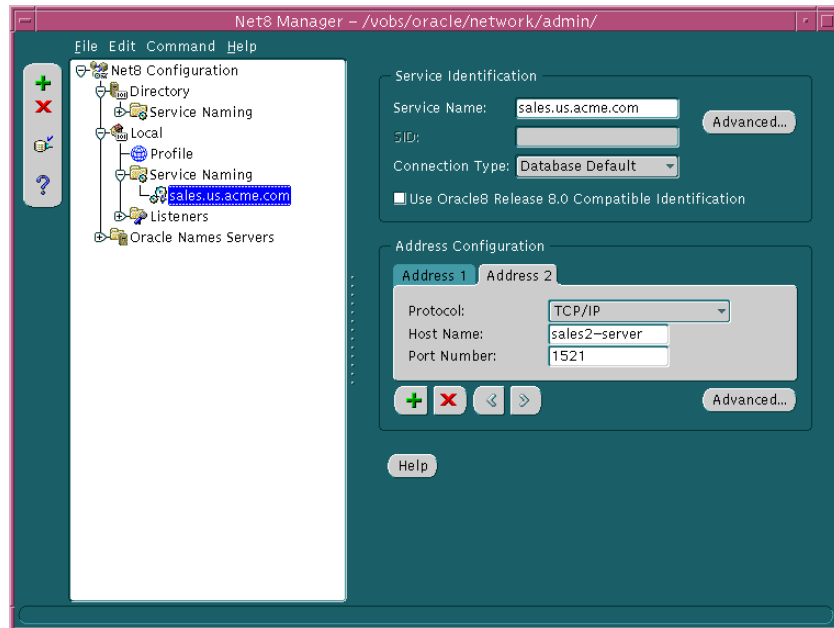 Net8 Manager – /vobs/oracle/network/admin/
File Edit Command Help
Net8 Configuration
Directory
Service Naming
Local
Profile
Service Naming
sales.us.acme.com
Listeners
Oracle Names Servers
Service Identification
Service Name: sales.us.acme.com
Advanced...
SID:
Connection Type: Database Default
Use Oracle8 Release 8.0 Compatible Identification
Address Configuration
Address 1 Address 2
Protocol: TCP/IP
Host Name: sales2-server
Port Number: 1521
Advanced...
Help